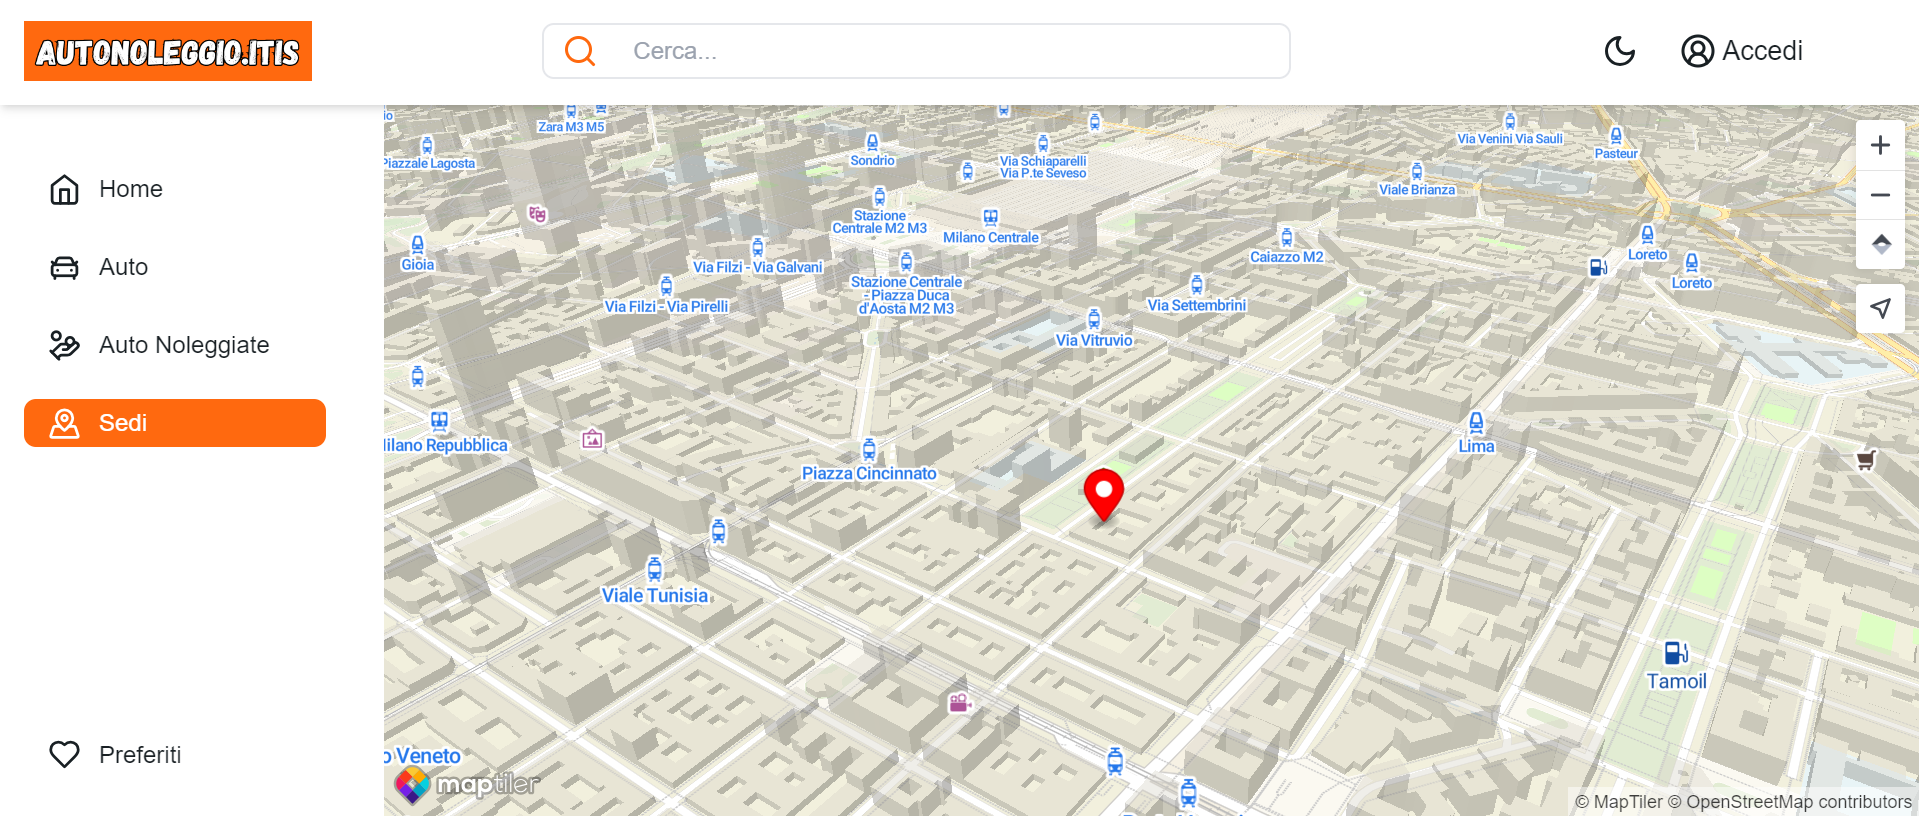 AUTONOLEGGIO.ITIS
Cerca...
Accedi
Home
Auto
Auto Noleggiate
Sedi
Preferiti
io
Zara M3 M5
Piazzale Lagosta
Sondrio
Via Schiaparelli
Via P.te Seveso
Via Venini Via Sauli
Pasteur
Viale Brianza
Stazione
Centrale M2 M3
Milano Centrale
Gioia
Via Filzi - Via Galvani
Caiazzo M2
Loreto
Loreto
Stazione Centrale
- Piazza Duca
d'Aosta M2 M3
Via Filzi - Via Pirelli
Via Settembrini
Via Vitruvio
Milano Repubblica
Piazza Cincinnato
Lima
Viale Tunisia
Tamoil
o Veneto
maptiler
© MapTiler © OpenStreetMap contributors